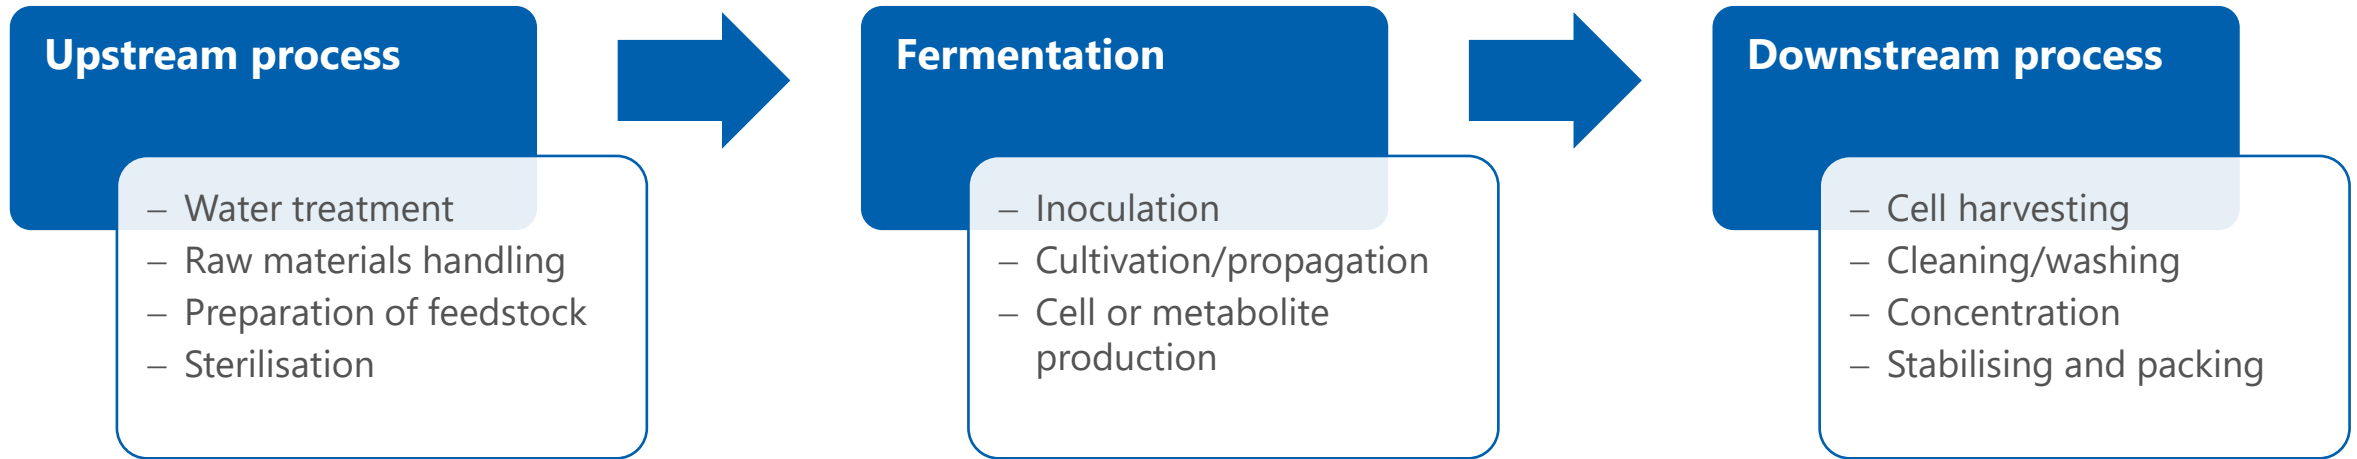 Upstream process
– Water treatment
– Raw materials handling
– Preparation of feedstock
– Sterilisation
Fermentation
– Inoculation
– Cultivation/propagation
– Cell or metabolite
production
Downstream process
– Cell harvesting
– Cleaning/washing
– Concentration
– Stabilising and packing